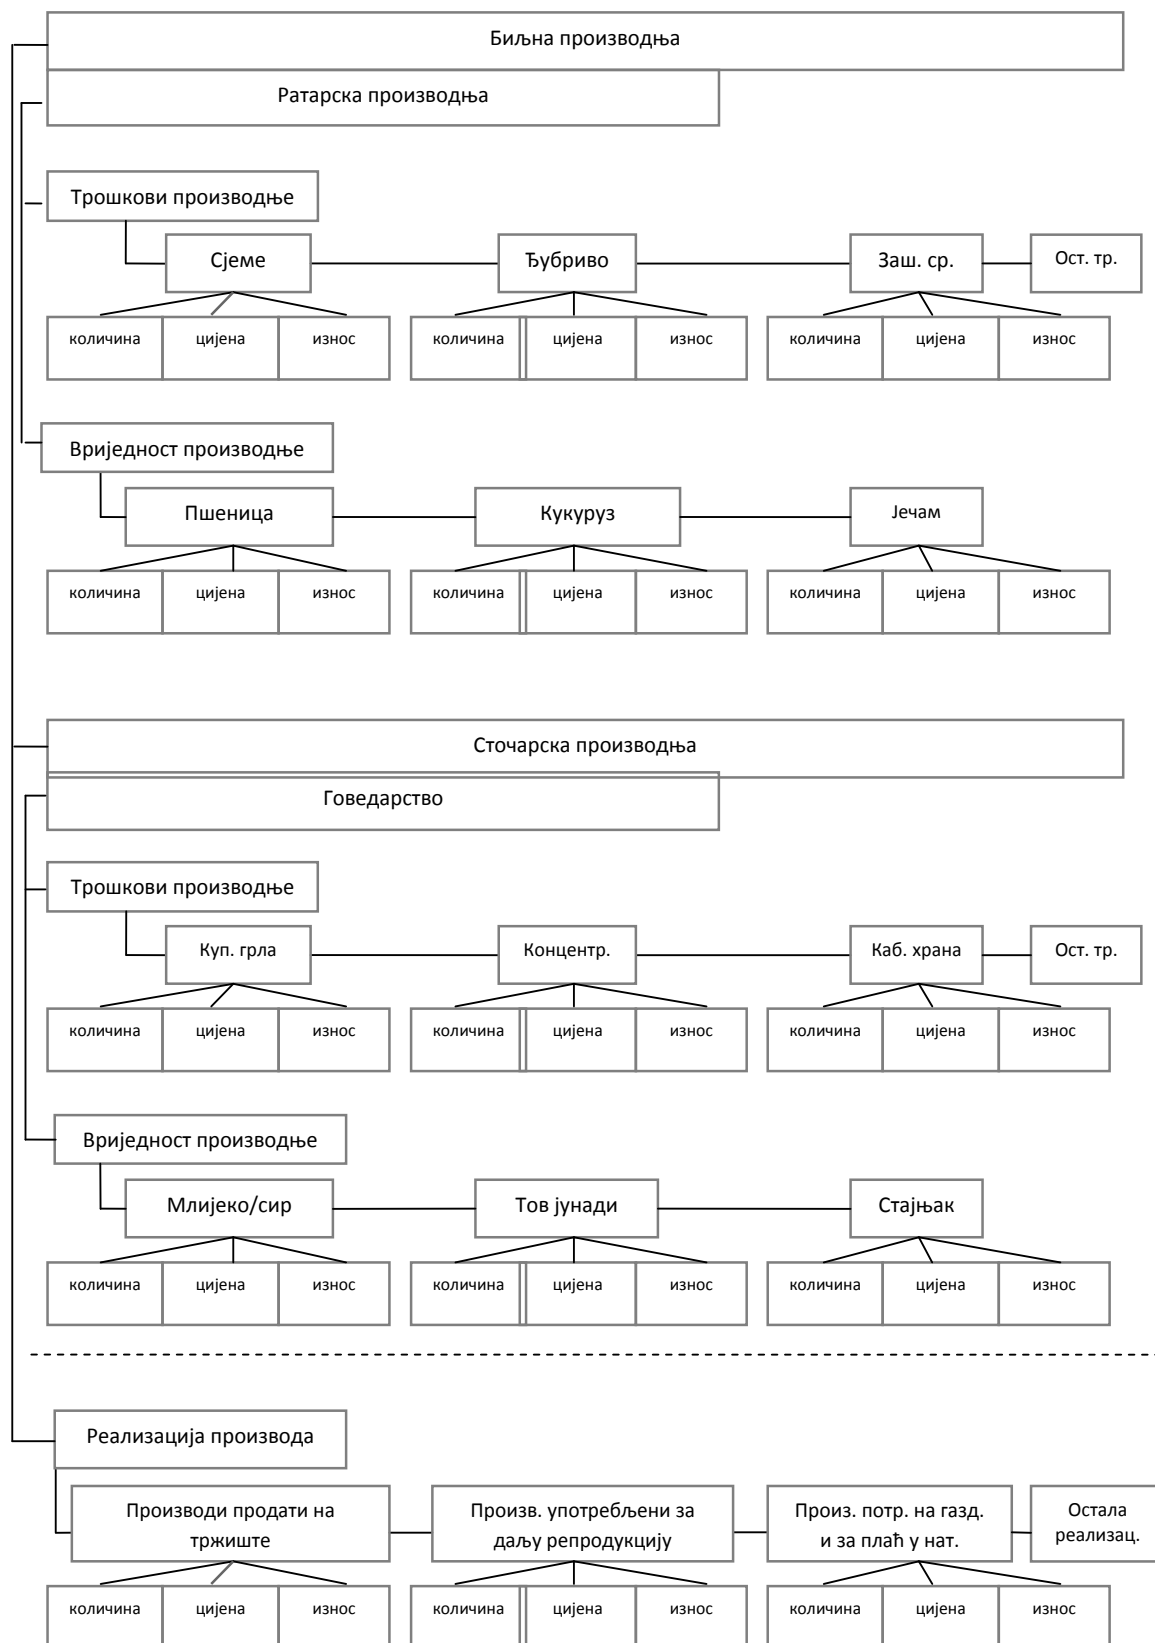 Биљна производња
Ратарска производња
Трошкови производње
Сјеме
Ђубриво
Заш. ср.
Ост. тр.
количина цијена износ
количина цијена износ
количина цијена износ
Вриједност производње
Пшеница
Кукуруз
Јечам
количина цијена износ
количина цијена износ
количина цијена износ
Сточарска производња
Говедарство
Трошкови производње
Куп. грла
Концентр.
Каб. храна
Ост. тр.
количина цијена износ
количина цијена износ
количина цијена износ
Вриједност производње
Млијеко/сир
Тов јунади
Стајњак
количина цијена износ
количина цијена износ
количина цијена износ
Реализација производа
Производи продати на
тржиште
Произв. употребљени за
даљу репродукцију
Произ. потр. на газд.
и за плаћ у нат.
Остала
реализац.
количина цијена износ
количина цијена износ
количина цијена износ